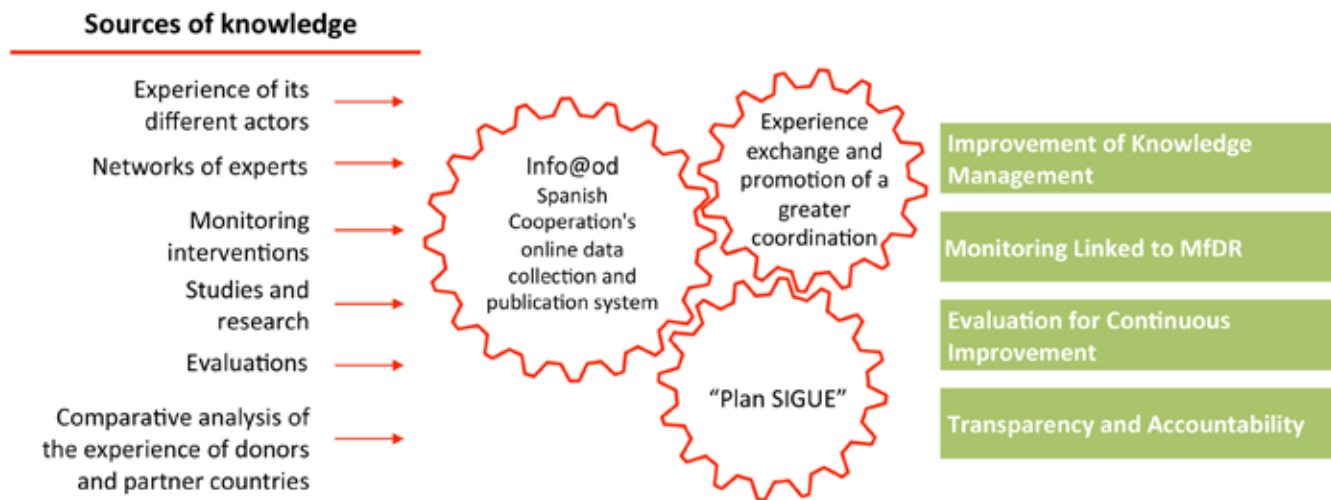 Sources of knowledge
Experience of its
different actors
Networks of experts
Monitoring
interventions
Studies and
research
Evaluations
Comparative analysis of
the experience of donors
and partner countries
Info@od
Spanish
Cooperation's
online data
collection and
publication system
Experience
exchange and
promotion of a
greater
coordination
“Plan SIGUE”
Improvement of Knowledge
Management
Monitoring Linked to MfDR
Evaluation for Continuous
Improvement
Transparency and Accountability